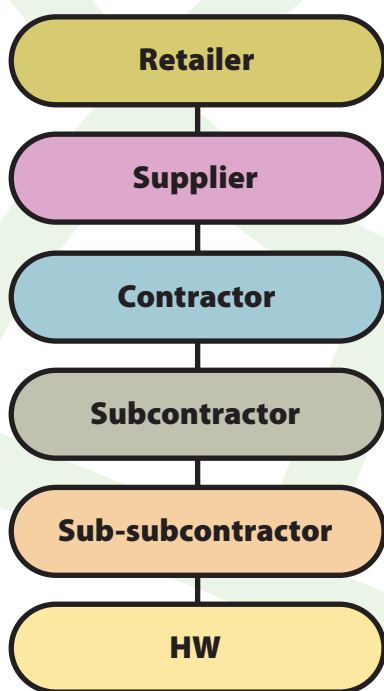 Retailer
Supplier
Contractor
Subcontractor
Sub-subcontractor
HW